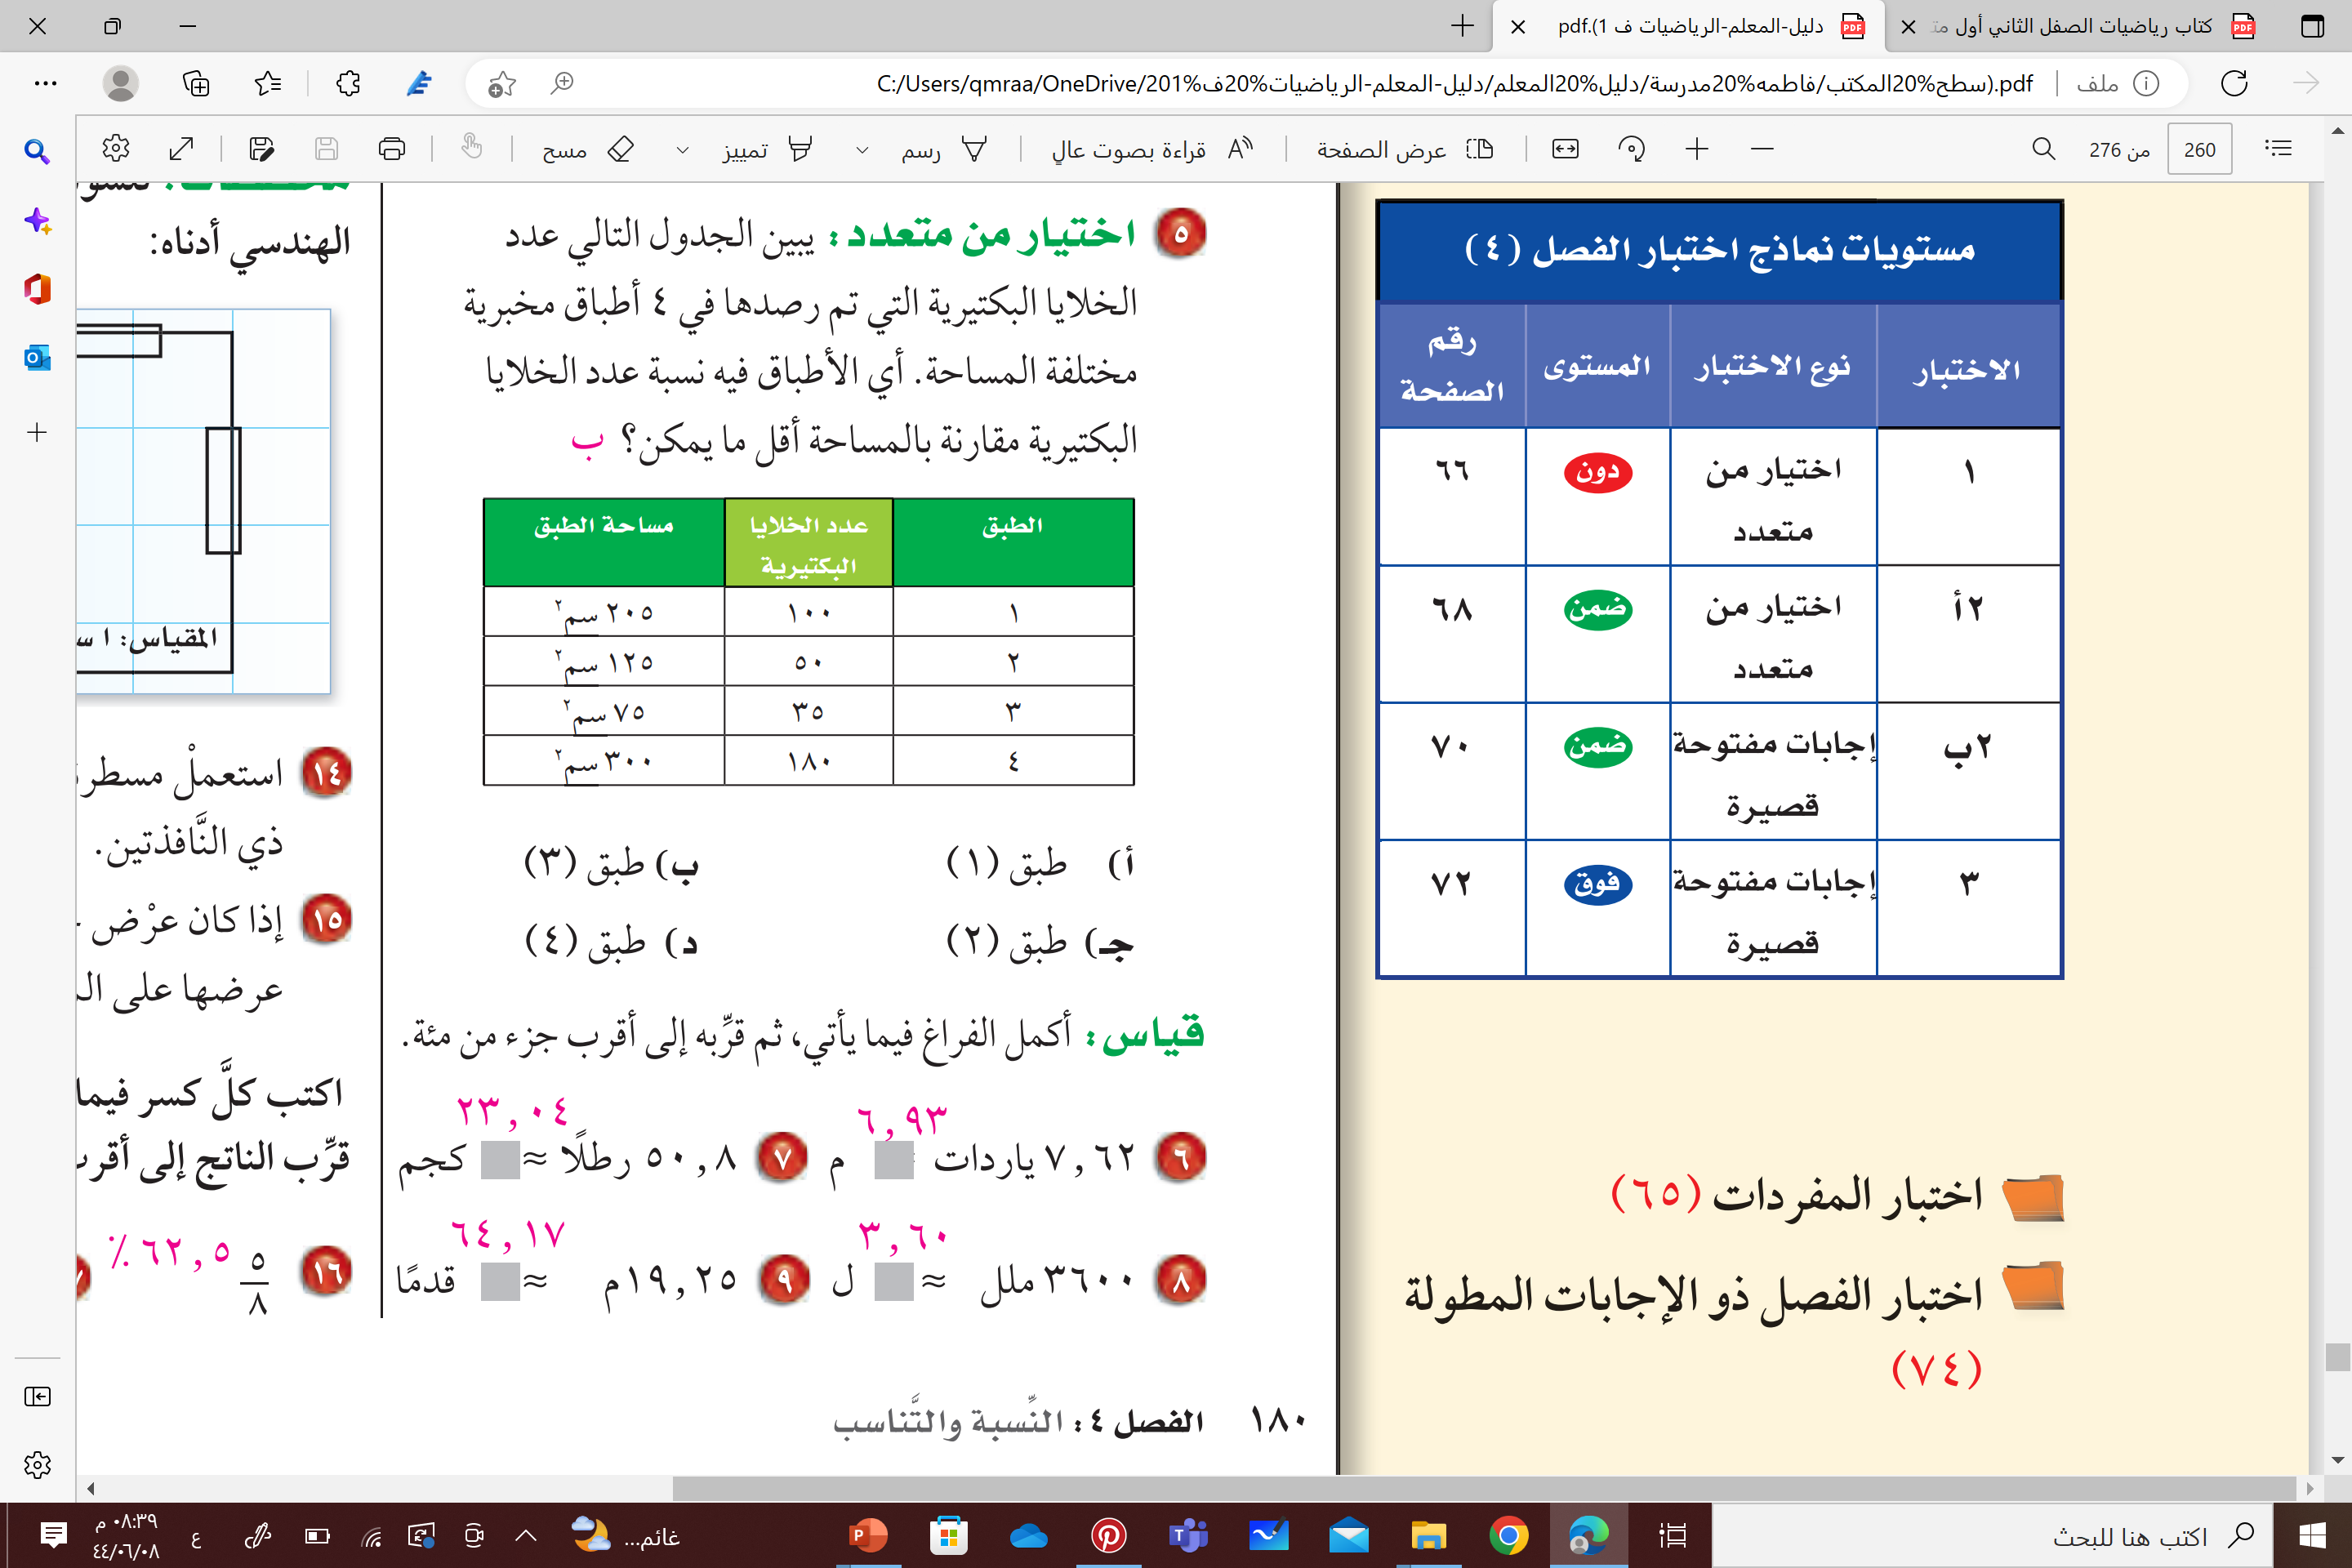 كتاب رياضيات الصفل الثاني أول مت
دليل-المعلم-الرياضيات ف 1).pdf
ملف
C:/Users/qmraa/OneDrive/سطح%20المكتب/فاطمه%20مدرسة/دليل%20المعلم/دليل-المعلم-الرياضيات%20ف%201).pdf
260
من 276
عرض الصفحة
قراءة بصوت عالٍ
رسم
تمييز
مسح
مستويات نماذج اختبار الفصل (٤)
الاختبار نوع الاختبار المستوى رقم الصفحة
١ اختيار من متعدد دون ٦٦
٢أ اختيار من متعدد ضمن ٦٨
٢ب إجابات مفتوحة قصيرة ضمن ٧٠
٣ إجابات مفتوحة قصيرة فوق ٧٢
اختبار المفردات (٦٥)
اختبار الفصل ذو الإجابات المطولة
(٧٤)
٥ اختيار من متعدد: يبين الجدول التالي عدد
الخلايا البكتيرية التي تم رصدها في ٤ أطباق مخبرية
مختلفة المساحة. أي الأطباق فيه نسبة عدد الخلايا
البكتيرية مقارنة بالمساحة أقل ما يمكن؟ ب
الطبق عدد الخلايا البكتيرية مساحة الطبق
١ ١٠٠ ٢٠٥ سم٢
٢ ٥٠ ١٢٥ سم٢
٣ ٣٥ ٧٥ سم٢
٤ ١٨٠ ٣٠٠ سم٢
أ) طبق (١) ب) طبق (٣)
جـ) طبق (٢) د) طبق (٤)
قياس: أكمل الفراغ فيما يأتي، ثم قرِّبه إلى أقرب جزء من مئة.
٦,٩٣ ٢٣,٠٤
٦ ٧,٦٢ ياردات م ٧ ٥٠,٨ رطلًا ≈ كجم
٣,٦٠ ٦٤,١٧
٨ ٣٦٠٠ ملل ≈ ل ٩ ١٩,٢٥م ≈ قدمًا
١٨٠ الفصل ٤: النِّسبة والتَّناسب
الهندسي أدناه:
المقياس: ١ س
١٤ استعملْ مسطرة
ذي النَّافذتين.
١٥ إذا كان عرْض
عرضها على ال
اكتب كلَّ كسر فيما
قرِّب الناتج إلى أقرب
١٦ ٥/٨ ٦٢,٥ ٪
اكتب هنا للبحث
غائم...
ع
٠٨:٣٩ م
٤٤/٠٦/٠٨